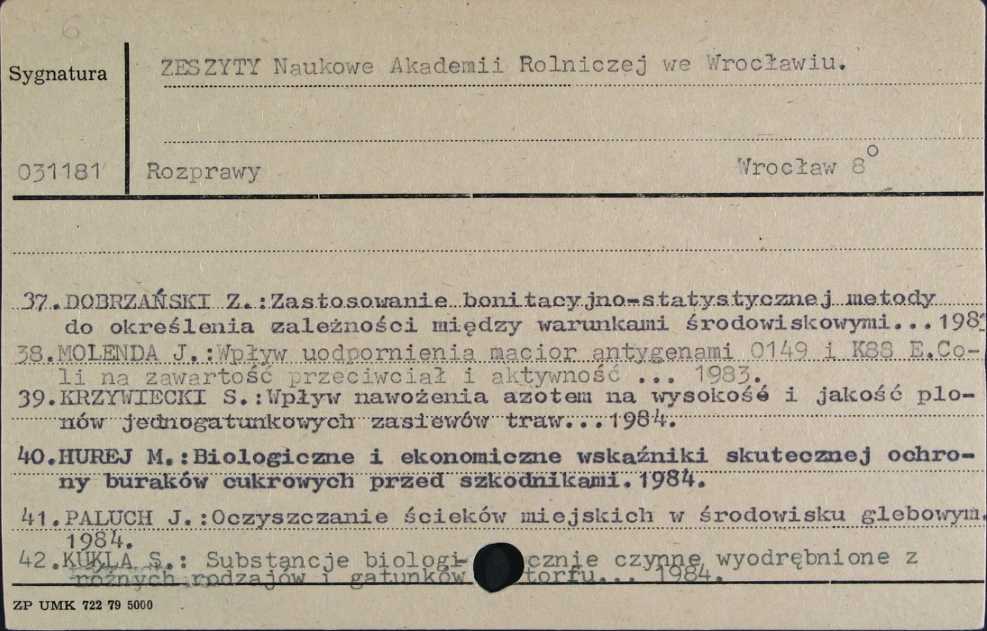 6
Sygnatura
ZESZYTY Naukowe Akademii Rolniczej we Wrocławiu.
031181 Rozprawy Wrocław 8°
37.DOBRZAŃSKI Z.:Zastosowanie bonitacyjno-statystycznej metody
do określenia zależności między warunkami środowiskowymi...1983
38.MOLENDA J.:Wpływ uodpornienia macior antygenami O149 i K88 E.Co-
li na zawartość przeciwciał i aktywność ... 1983.
39.KRZYWIECKI S.:Wpływ nawożenia azotem na wysokość i jakość plo-
nów jednogatunkowych zasiewów traw...1984.
40.HUREJ M.:Biologiczne i ekonomiczne wskaźniki skutecznej ochro-
ny buraków cukrowych przed szkodnikami.1984.
41.PALUCH J.:Oczyszczanie ścieków miejskich w środowisku glebowym.
1984.
42.KUKLA S.: Substancje biologi- cznie czynne wyodrębnione z
różnych rodzajów i gatunków torfu... 1984.
ZP UMK 722 79 5000